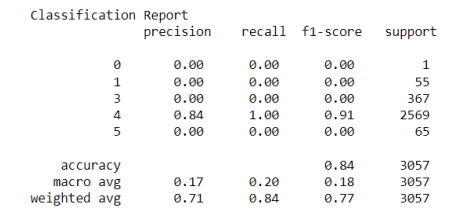 Classification Report
precision recall f1-score support
0 0.00 0.00 0.00 1
1 0.00 0.00 0.00 55
3 0.00 0.00 0.00 367
4 0.84 1.00 0.91 2569
5 0.00 0.00 0.00 65
accuracy 0.84 3057
macro avg 0.17 0.20 0.18 3057
weighted avg 0.71 0.84 0.77 3057